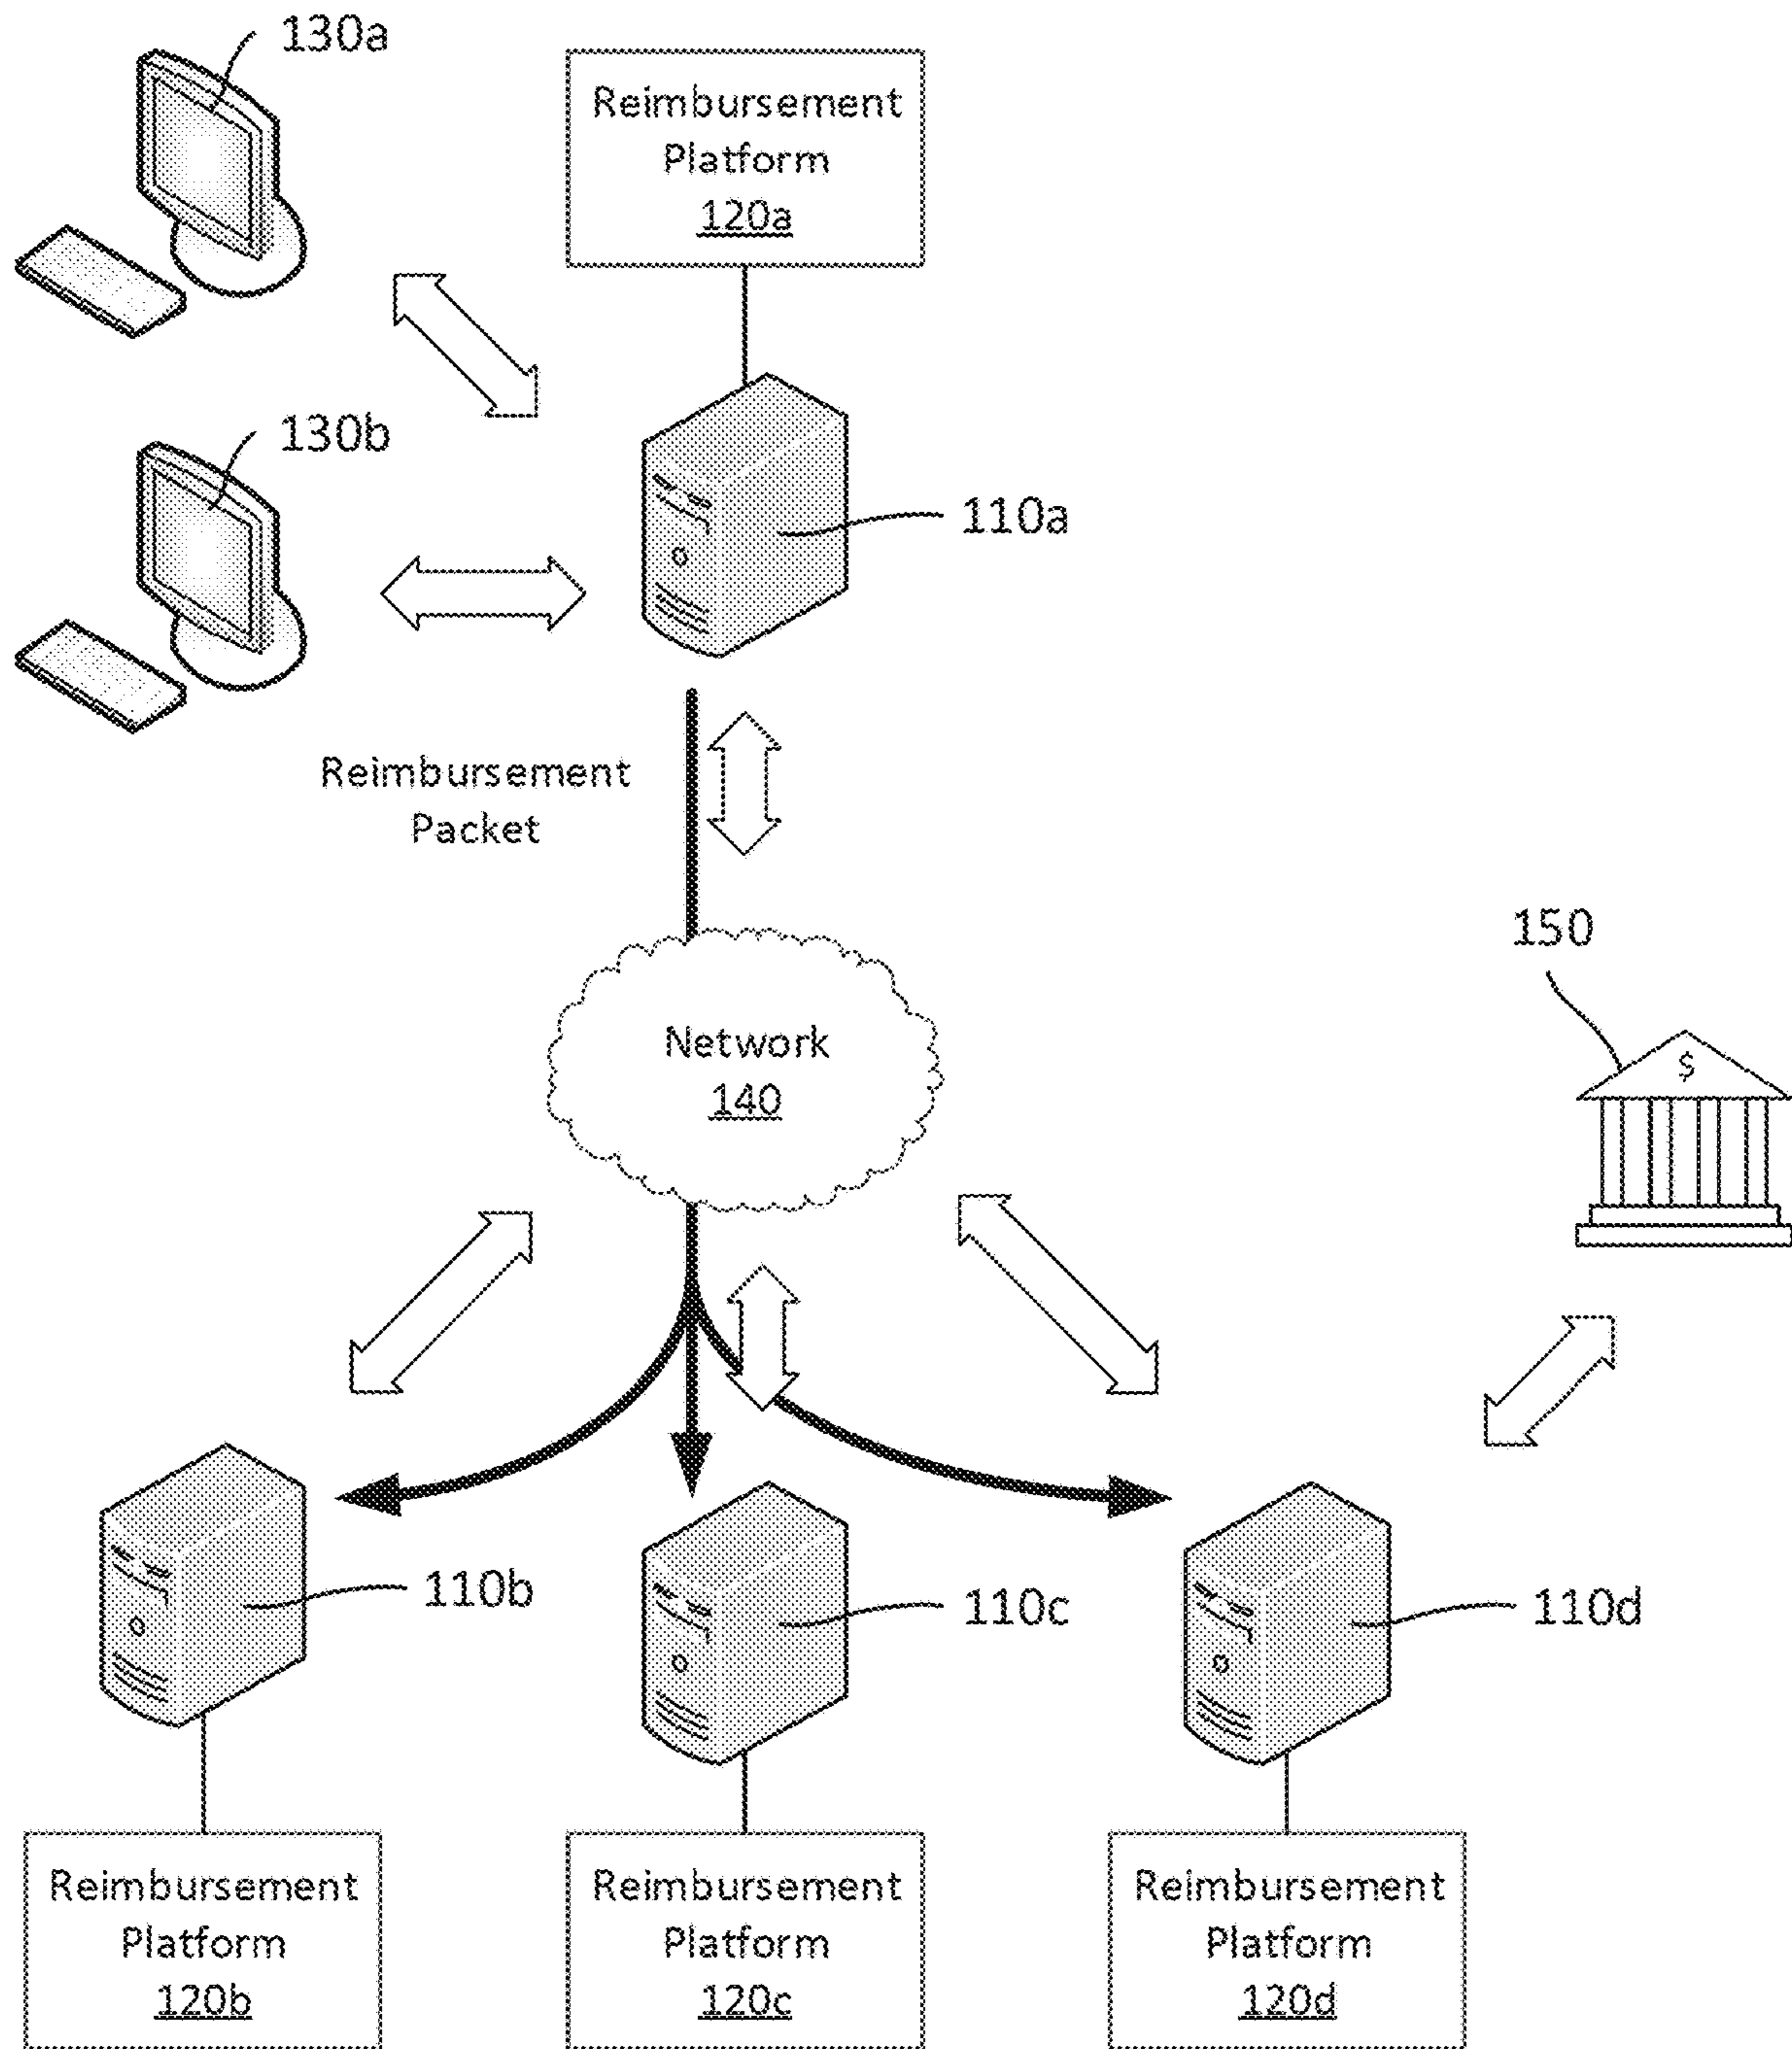 130a
Reimbursement
Platform
120a
130b
110a
Reimbursement
Packet
150
$
Network
140
110b
110c
110d
Reimbursement
Platform
120b
Reimbursement
Platform
120c
Reimbursement
Platform
120d